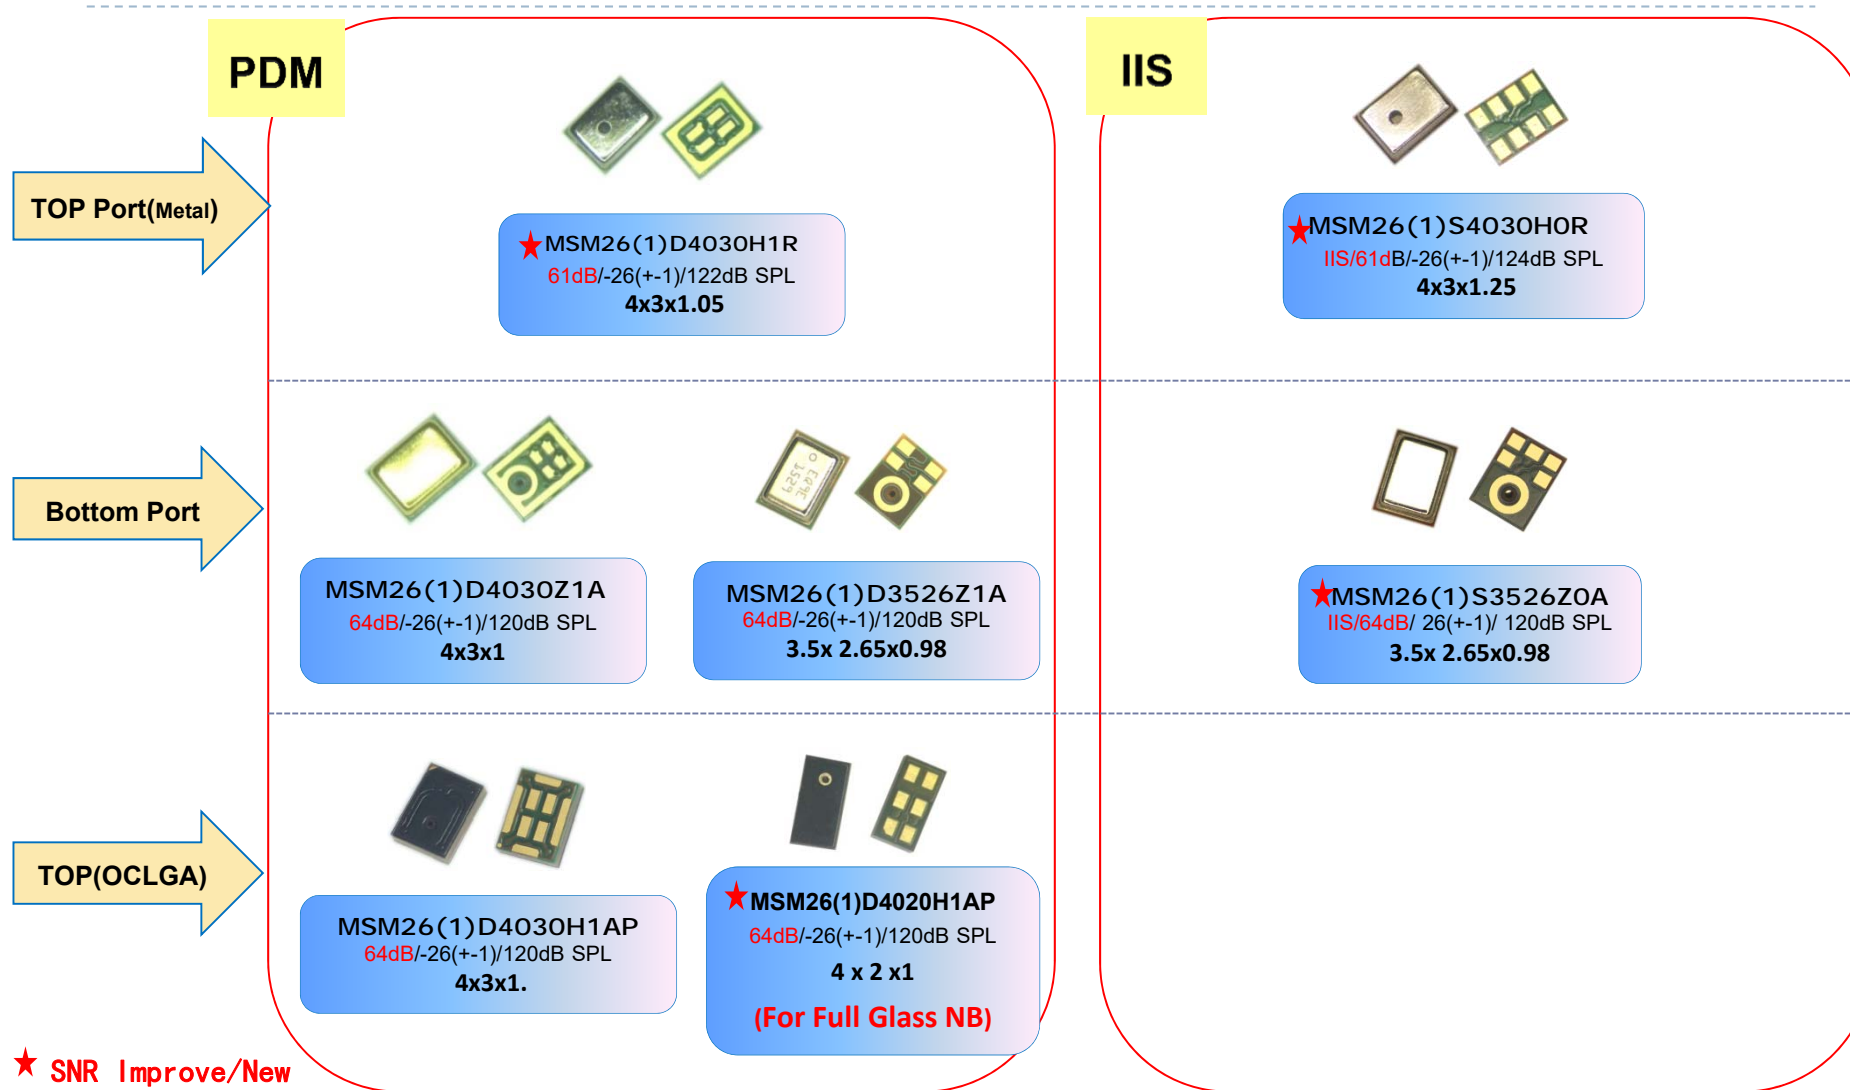 PDM
IIS
TOP Port(Metal)
★MSM26(1)D4030H1R
61dB/-26(+-1)/122dB SPL
4x3x1.05
★MSM26(1)S4030H0R
IIS/61dB/-26(+-1)/124dB SPL
4x3x1.25
Bottom Port
MSM26(1)D4030Z1A
64dB/-26(+-1)/120dB SPL
4x3x1
MSM26(1)D3526Z1A
64dB/-26(+-1)/120dB SPL
3.5x 2.65x0.98
★MSM26(1)S3526Z0A
IIS/64dB/ 26(+-1)/ 120dB SPL
3.5x 2.65x0.98
TOP(OCLGA)
MSM26(1)D4030H1AP
64dB/-26(+-1)/120dB SPL
4x3x1.
★MSM26(1)D4020H1AP
64dB/-26(+-1)/120dB SPL
4 x 2 x1
(For Full Glass NB)
★ SNR Improve/New